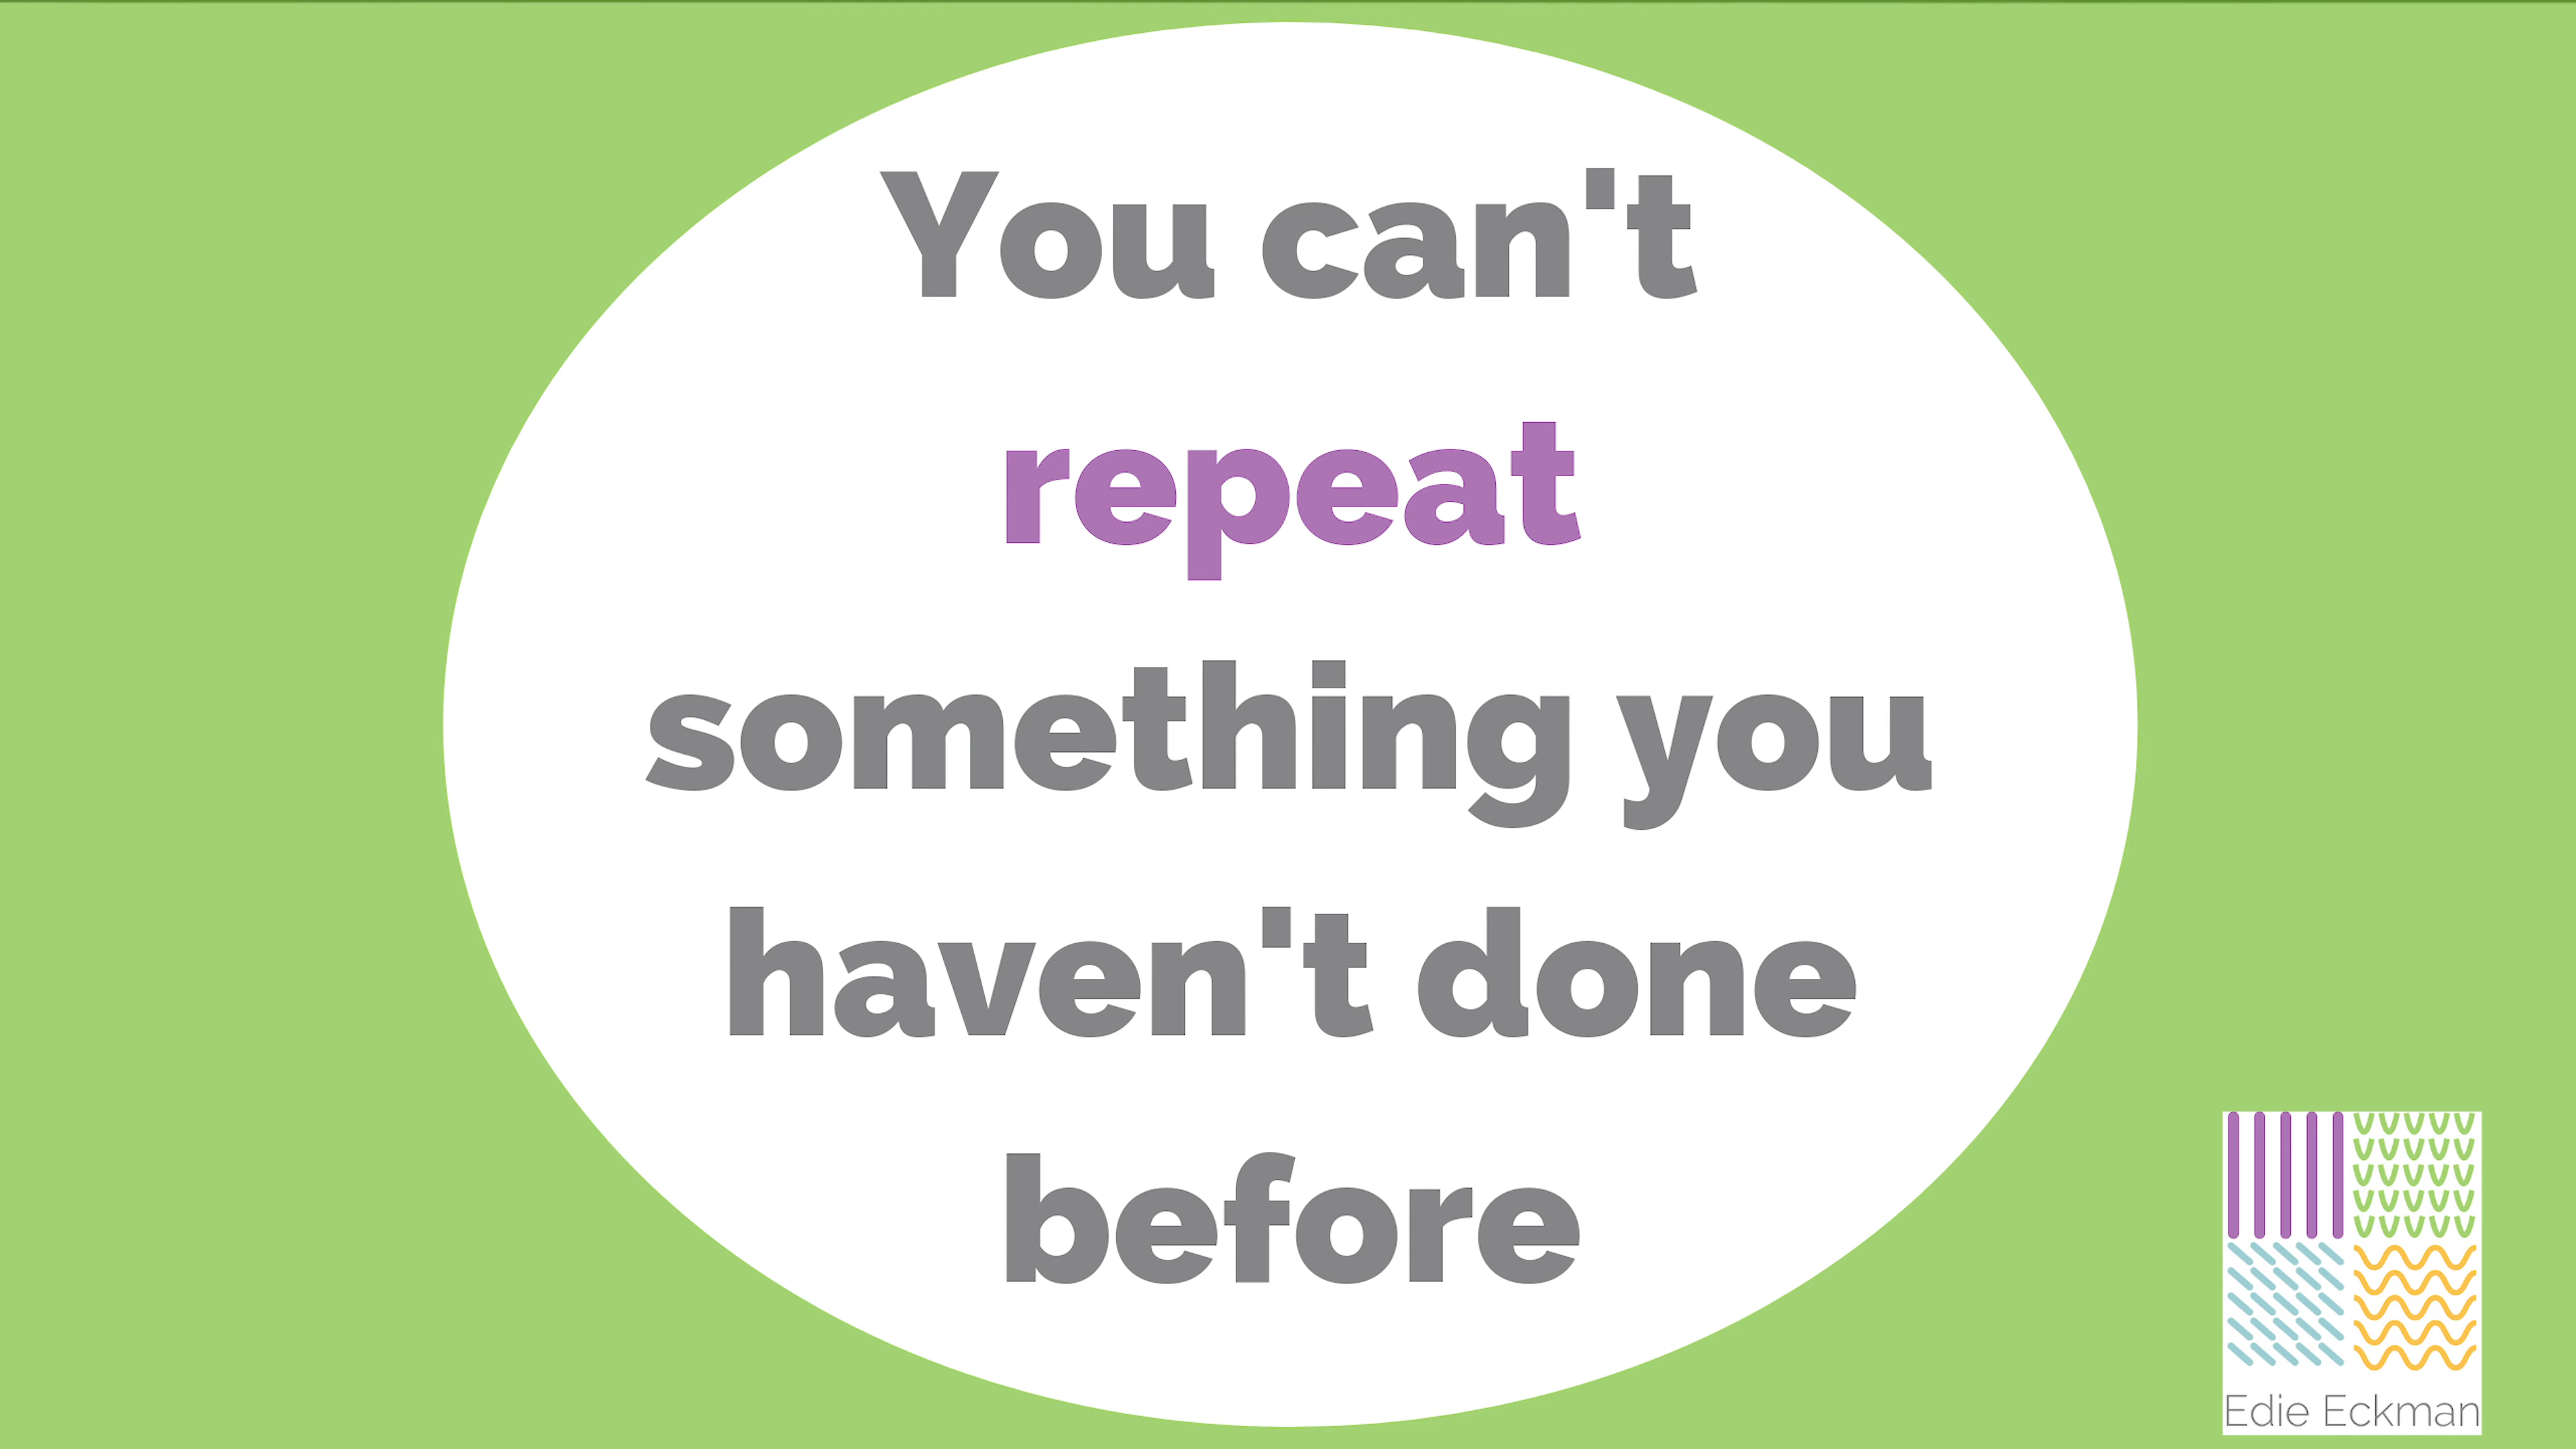 You can't
repeat
something you
haven't done
before
Edie Eckman